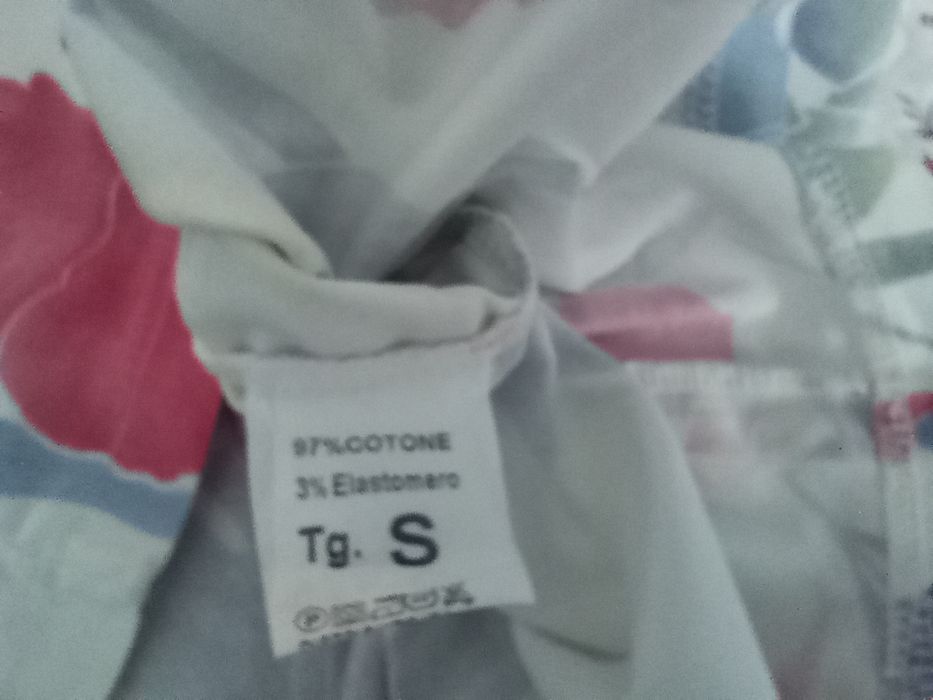 97%COTONE
3% Elastomero
Tg. S
P